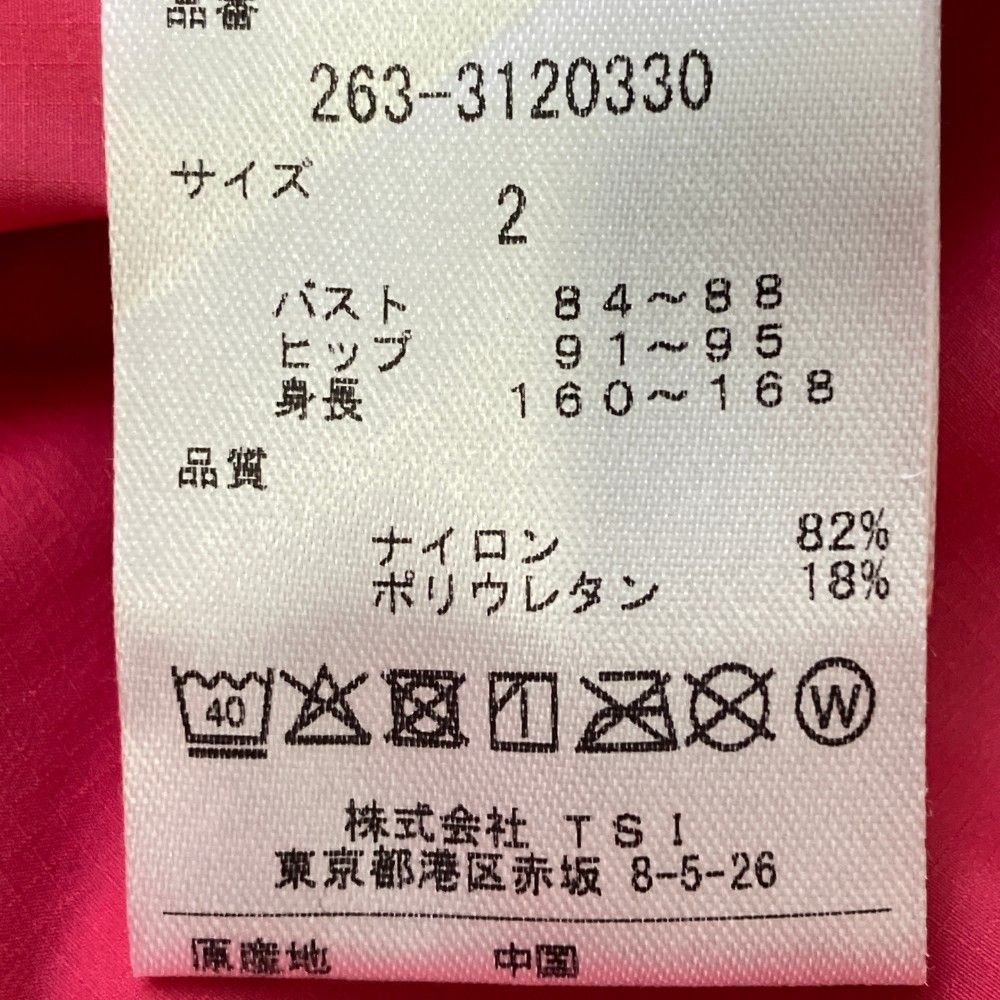 品番
263-3120330
サイズ
2
バスト 84～88
ヒップ 91～95
身長 160～168
品質
ナイロン 82%
ポリウレタン 18%
40
W
株式会社 TSI
東京都港区赤坂 8-5-26
原産地 中国